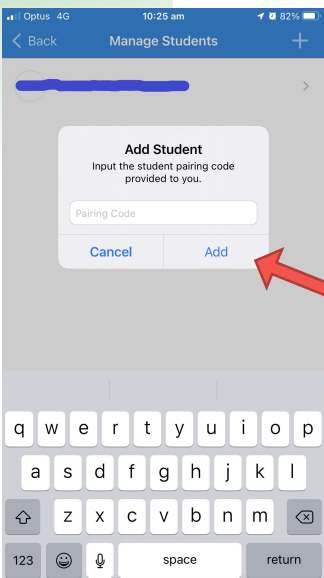 Optus 4G 10:25 am 82%
Back Manage Students +
Add Student
Input the student pairing code
provided to you.
Pairing Code
Cancel Add
q w e r t y u i o p
a s d f g h j k l
z x c v b n m
123 space return